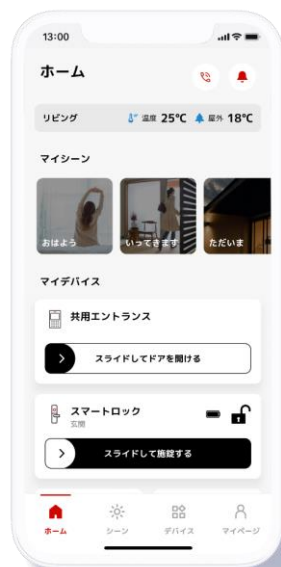 13:00
ホーム
リビング 温度 25℃ 屋外 18℃
マイシーン
おはよう いってきます ただいま
マイデバイス
共用エントランス
スライドしてドアを開ける
スマートロック
玄関
スライドして施錠する
ホーム シーン デバイス マイページ